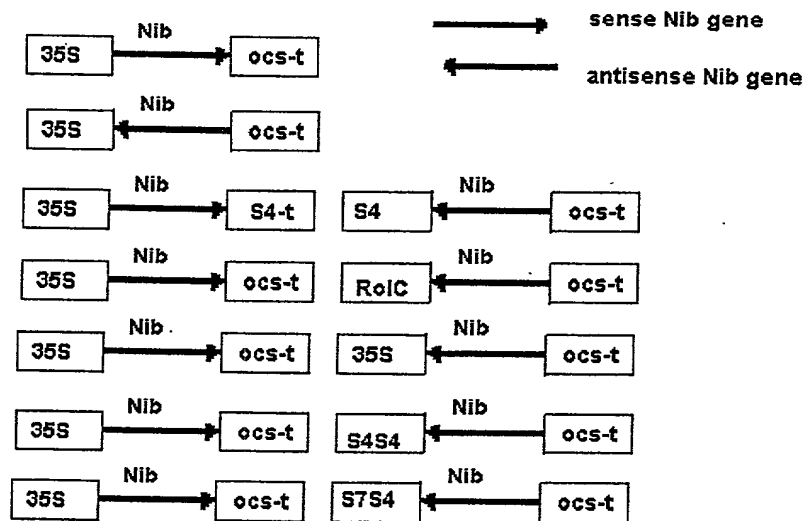 Nib
35S ocs-t
sense Nib gene
antisense Nib gene
Nib
35S ocs-t
Nib Nib
35S S4-t S4 ocs-t
Nib Nib
35S ocs-t RolC ocs-t
Nib Nib
35S ocs-t 35S ocs-t
Nib Nib
35S ocs-t S4S4 ocs-t
Nib Nib
35S ocs-t S7S4 ocs-t